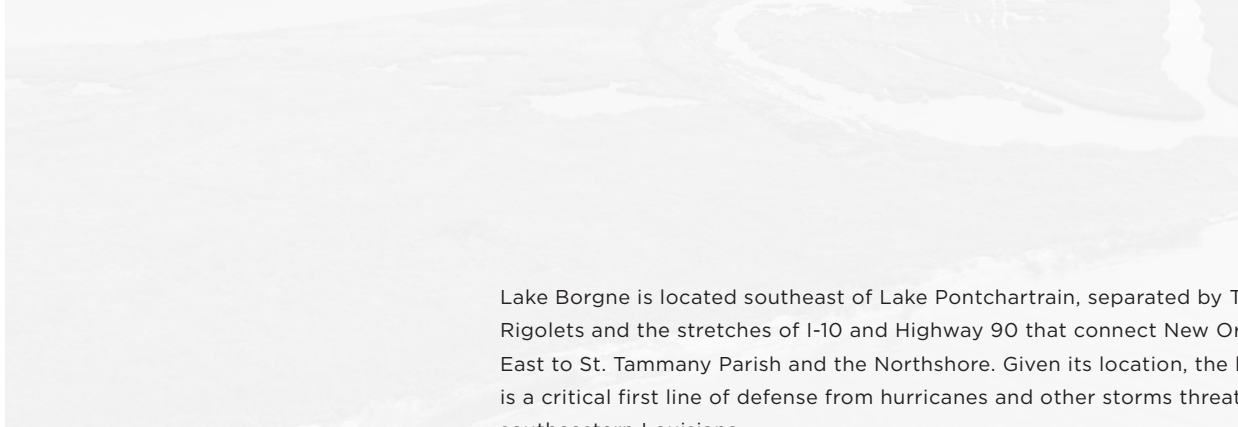 Lake Borgne is located southeast of Lake Pontchartrain, separated by
Rigolets and the stretches of I-10 and Highway 90 that connect New
East to St. Tammany Parish and the Northshore. Given its location, the
is a critical first line of defense from hurricanes and other storms
southeastern Louisiana.